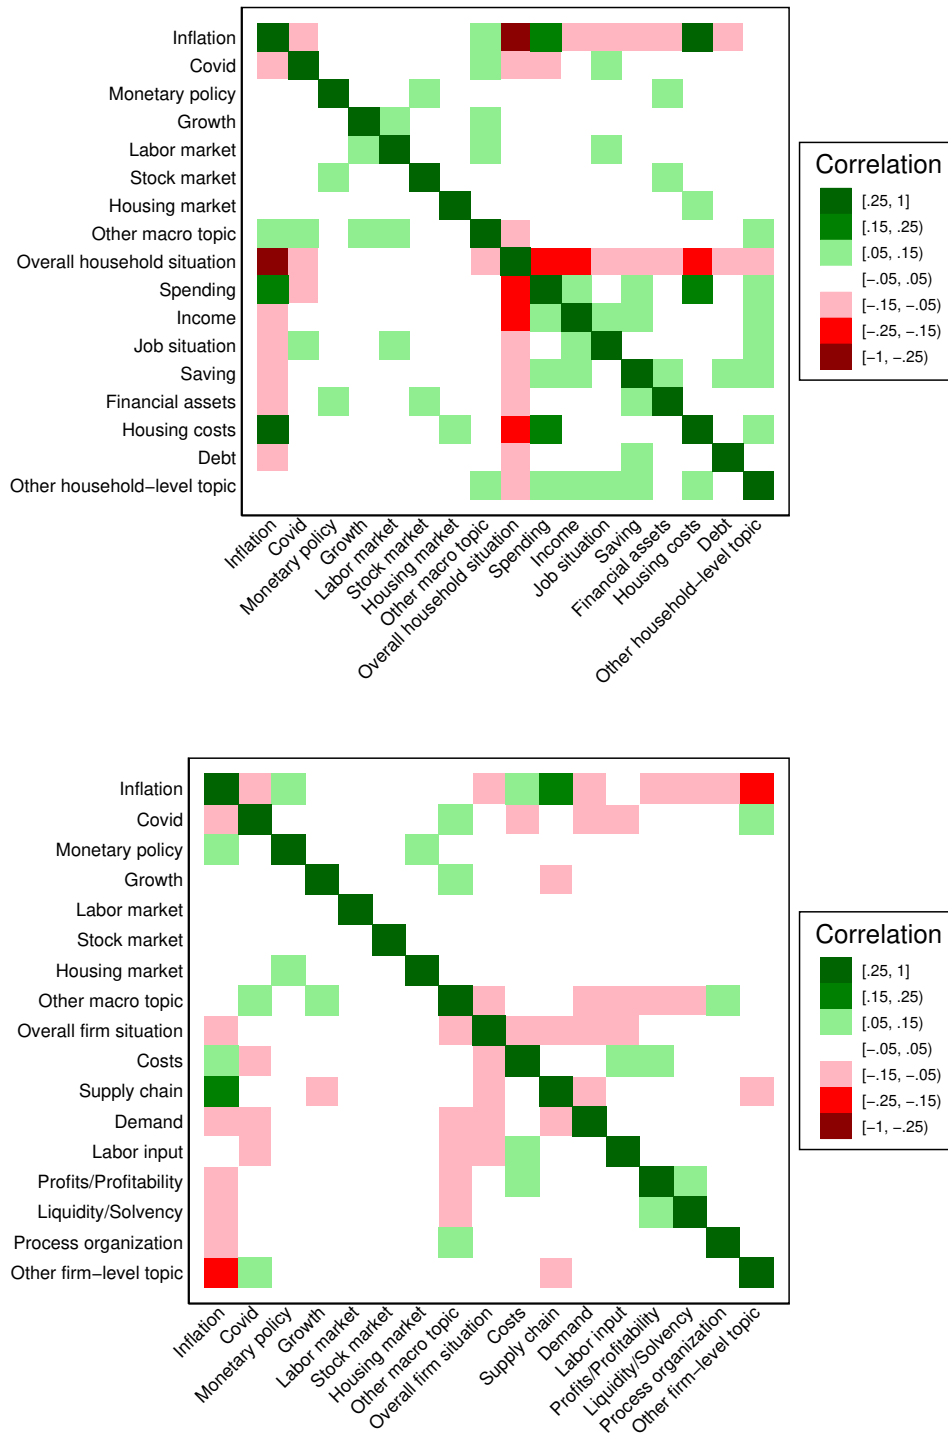 Inflation
Covid
Monetary policy
Growth
Labor market
Stock market
Housing market
Other macro topic
Overall household situation
Spending
Income
Job situation
Saving
Financial assets
Housing costs
Debt
Other household−level topic
Inflation
Covid
Monetary policy
Growth
Labor market
Stock market
Housing market
Other macro topic
Overall household situation
Spending
Income
Job situation
Saving
Financial assets
Housing costs
Debt
Other household−level topic
Correlation
[.25, 1]
[.15, .25)
[.05, .15)
[−.05, .05)
[−.15, −.05)
[−.25, −.15)
[−1, −.25)
Inflation
Covid
Monetary policy
Growth
Labor market
Stock market
Housing market
Other macro topic
Overall firm situation
Costs
Supply chain
Demand
Labor input
Profits/Profitability
Liquidity/Solvency
Process organization
Other firm−level topic
Inflation
Covid
Monetary policy
Growth
Labor market
Stock market
Housing market
Other macro topic
Overall firm situation
Costs
Supply chain
Demand
Labor input
Profits/Profitability
Liquidity/Solvency
Process organization
Other firm−level topic
Correlation
[.25, 1]
[.15, .25)
[.05, .15)
[−.05, .05)
[−.15, −.05)
[−.25, −.15)
[−1, −.25)